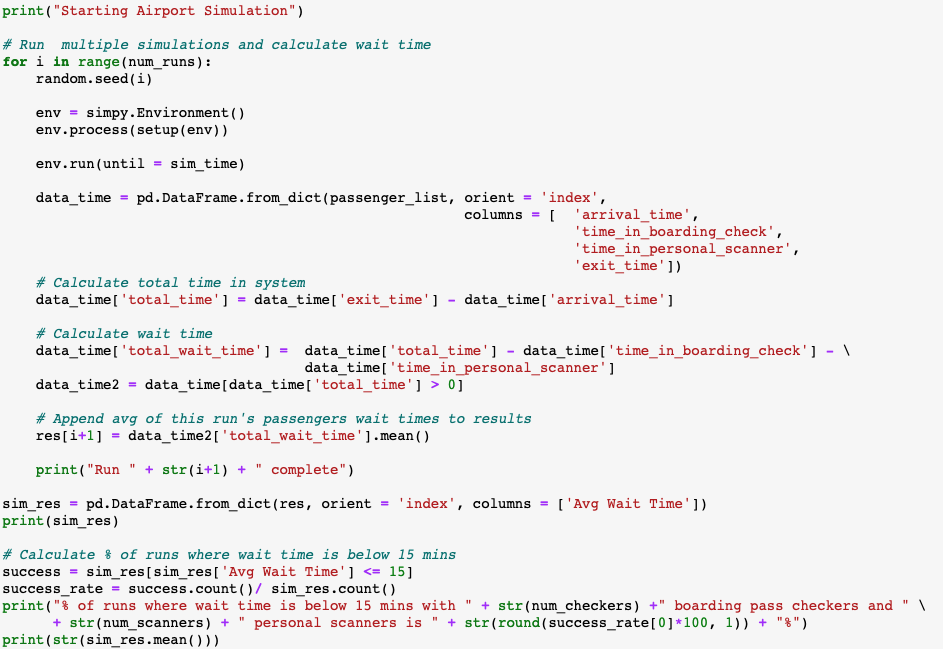 print("Starting Airport Simulation")
# Run  multiple simulations and calculate wait time
for i in range(num_runs):
    random.seed(i)
    env = simpy.Environment()
    env.process(setup(env))
    env.run(until = sim_time)
    data_time = pd.DataFrame.from_dict(passenger_list, orient = 'index',
                                                       columns = [  'arrival_time',
                                                                    'time_in_boarding_check',
                                                                    'time_in_personal_scanner',
                                                                    'exit_time'])
    # Calculate total time in system
    data_time['total_time'] = data_time['exit_time'] - data_time['arrival_time']
    # Calculate wait time
    data_time['total_wait_time'] =  data_time['total_time'] - data_time['time_in_boarding_check'] - \
                                    data_time['time_in_personal_scanner']
    data_time2 = data_time[data_time['total_time'] > 0]
    # Append avg of this run's passengers wait times to results
    res[i+1] = data_time2['total_wait_time'].mean()
    print("Run " + str(i+1) + " complete")
sim_res = pd.DataFrame.from_dict(res, orient = 'index', columns = ['Avg Wait Time'])
print(sim_res)
# Calculate % of runs where wait time is below 15 mins
success = sim_res[sim_res['Avg Wait Time'] <= 15]
success_rate = success.count()/ sim_res.count()
print("% of runs where wait time is below 15 mins with " + str(num_checkers) +" boarding pass checkers and " \
      + str(num_scanners) + " personal scanners is " + str(round(success_rate[0]*100, 1)) + "%")
print(str(sim_res.mean()))